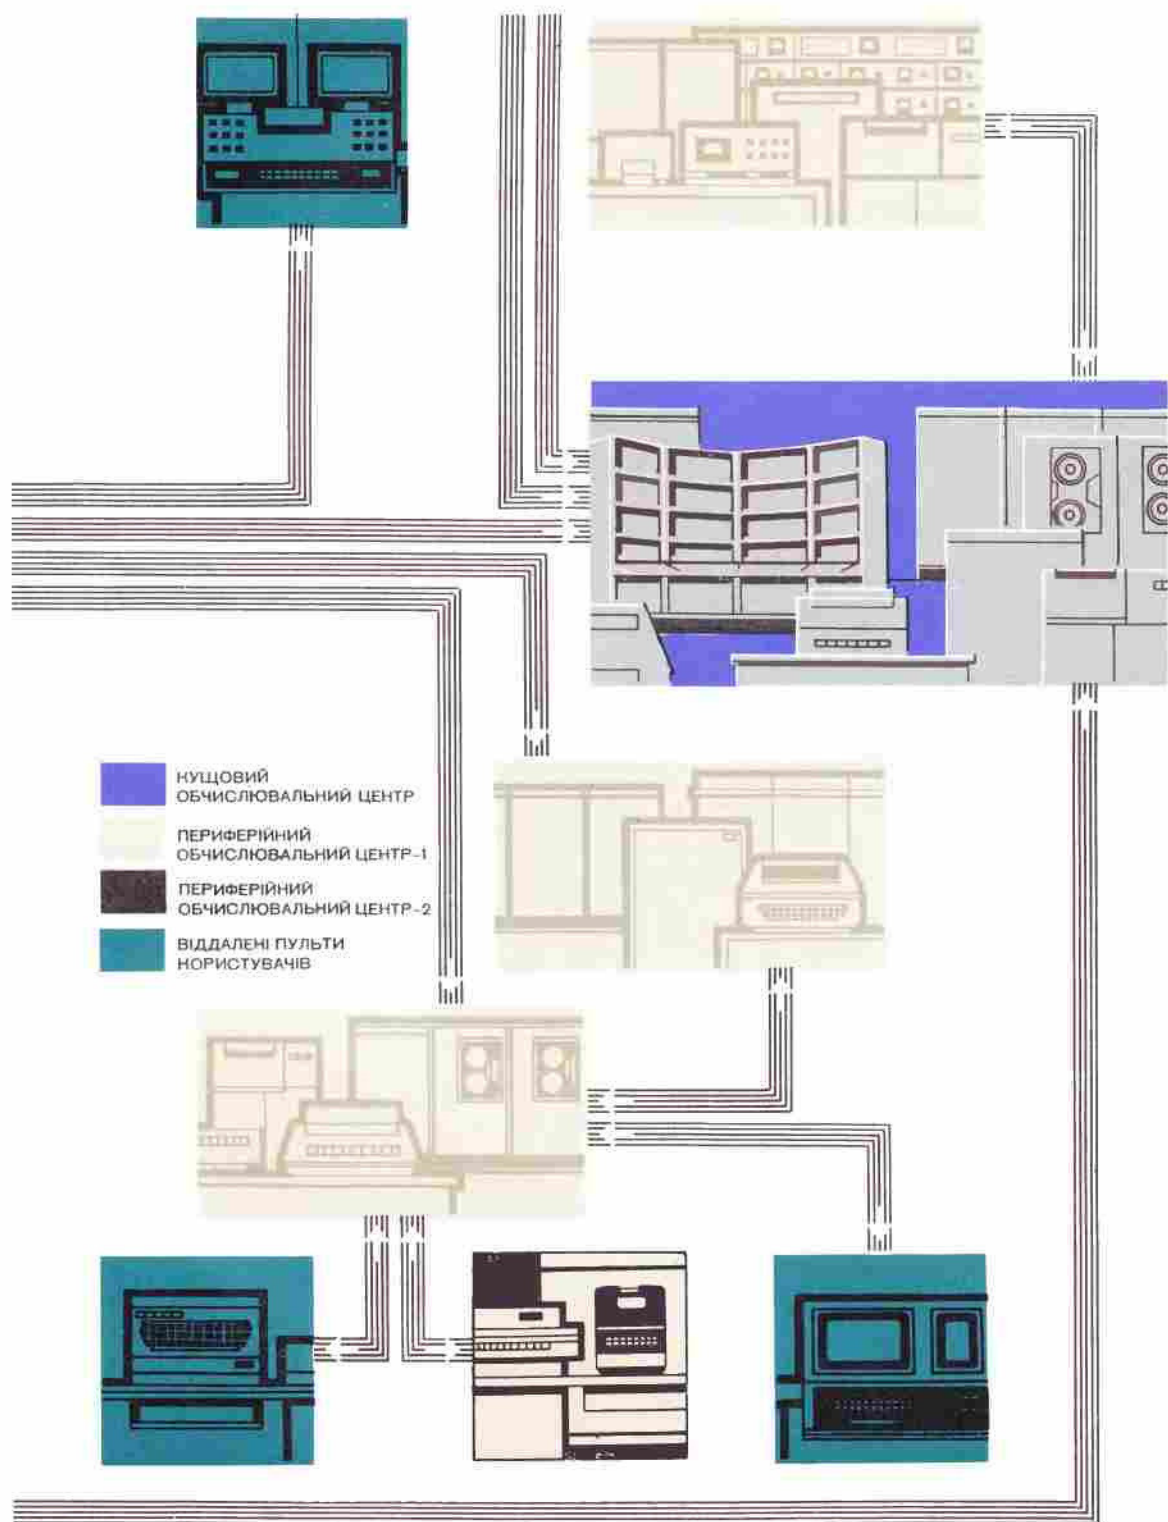 КУЩОВИЙ
ОБЧИСЛЮВАЛЬНИЙ ЦЕНТР
ПЕРИФЕРІЙНИЙ
ОБЧИСЛЮВАЛЬНИЙ ЦЕНТР-1
ПЕРИФЕРІЙНИЙ
ОБЧИСЛЮВАЛЬНИЙ ЦЕНТР-2
ВІДДАЛЕНІ ПУЛЬТИ
КОРИСТУВАЧІВ